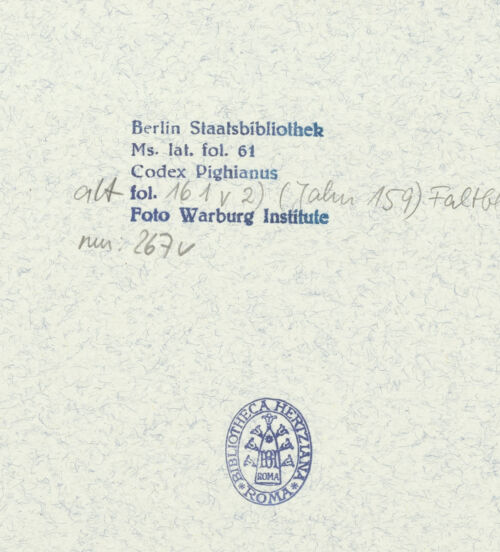 Berlin Staatsbibliothek
Ms. lat. fol. 61
Codex Pighianus
alt fol. 161 v 2) (Jahn 159) Faltbl
Foto Warburg Institute
nur: 267v
BIBLIOTHECA HERTZIANA
ROMA
* ROMA *